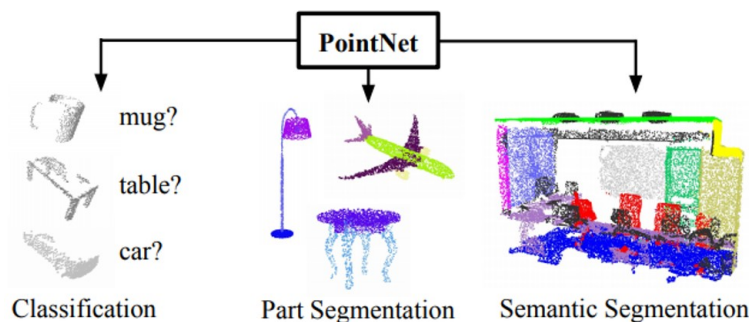 PointNet
mug?
table?
car?
Classification
Part Segmentation
Semantic Segmentation